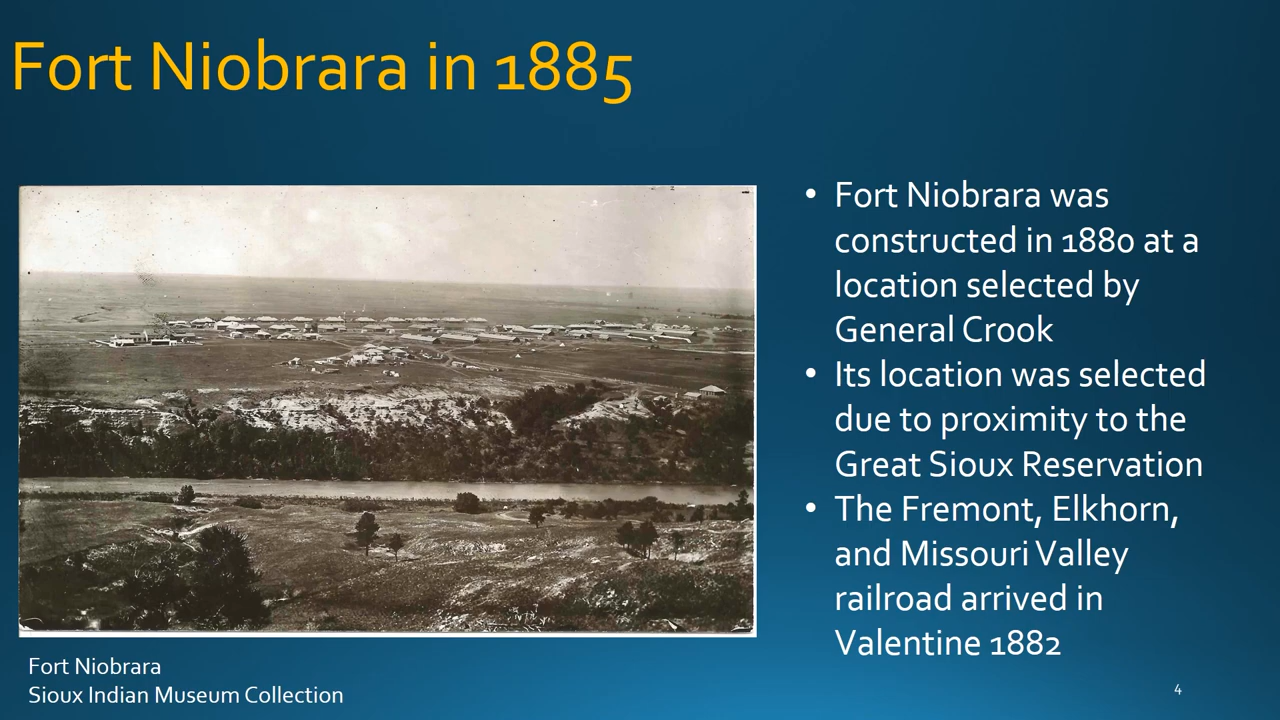 Fort Niobrara in 1885
• Fort Niobrara was
constructed in 1880 at a
location selected by
General Crook
• Its location was selected
due to proximity to the
Great Sioux Reservation
• The Fremont, Elkhorn,
and Missouri Valley
railroad arrived in
Valentine 1882
Fort Niobrara
Sioux Indian Museum Collection
4